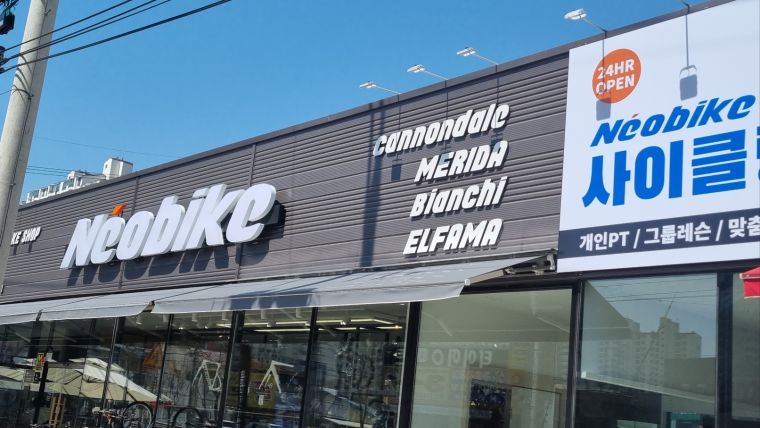 KE SHOP
Neobike
cannondale
MERIDA
Bianchi
ELFAMA
24HR
OPEN
Neobike
사이클
개인PT / 그룹레슨 / 맞춤